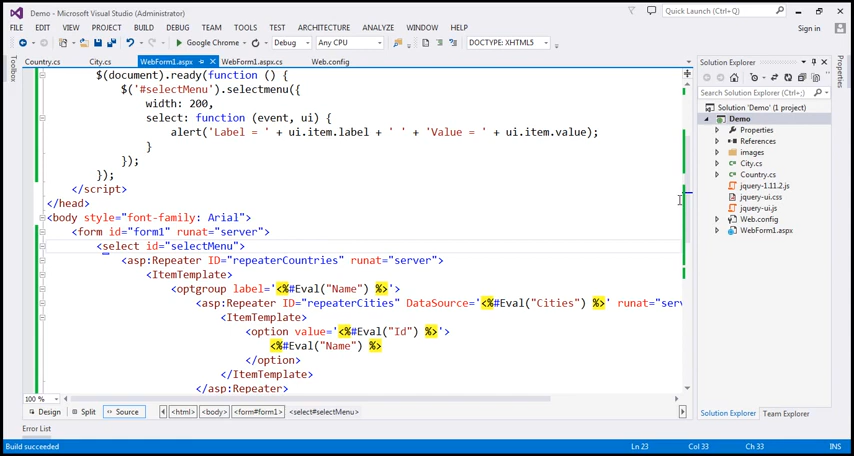 Demo - Microsoft Visual Studio (Administrator)
Quick Launch (Ctrl+;)
FILE EDIT VIEW PROJECT BUILD DEBUG TEAM TOOLS TEST ARCHITECTURE ANALYZE WINDOW HELP
Sign in
Google Chrome Debug Any CPU DOCTYPE: XHTML5
Toolbox
Country.cs City.cs WebForm1.aspx WebForm1.aspx.cs Web.config
$(document).ready(function () {
$('#selectMenu').selectmenu({
width: 200,
select: function (event, ui) {
alert('Label = ' + ui.item.label + ' ' + 'Value = ' + ui.item.value);
}
});
});
</script>
</head>
<body style="font-family: Arial">
<form id="form1" runat="server">
<select id="selectMenu">
<asp:Repeater ID="repeaterCountries" runat="server">
<ItemTemplate>
<optgroup label='<%#Eval("Name") %>'>
<asp:Repeater ID="repeaterCities" DataSource='<%#Eval("Cities") %>' runat="serv
<ItemTemplate>
<option value='<%#Eval("Id") %>'>
<%#Eval("Name") %>
</option>
</ItemTemplate>
</asp:Repeater>
100 %
Design Split Source <html> <body> <form#form1> <select#selectMenu>
Error List
Build succeeded Ln 23 Col 33 Ch 33 INS
Solution Explorer
Search Solution Explorer (Ctrl+;)
Solution 'Demo' (1 project)
Demo
Properties
References
images
City.cs
Country.cs
jquery-1.11.2.js
jquery-ui.css
jquery-ui.js
Web.config
WebForm1.aspx
Solution Explorer Team Explorer
Properties